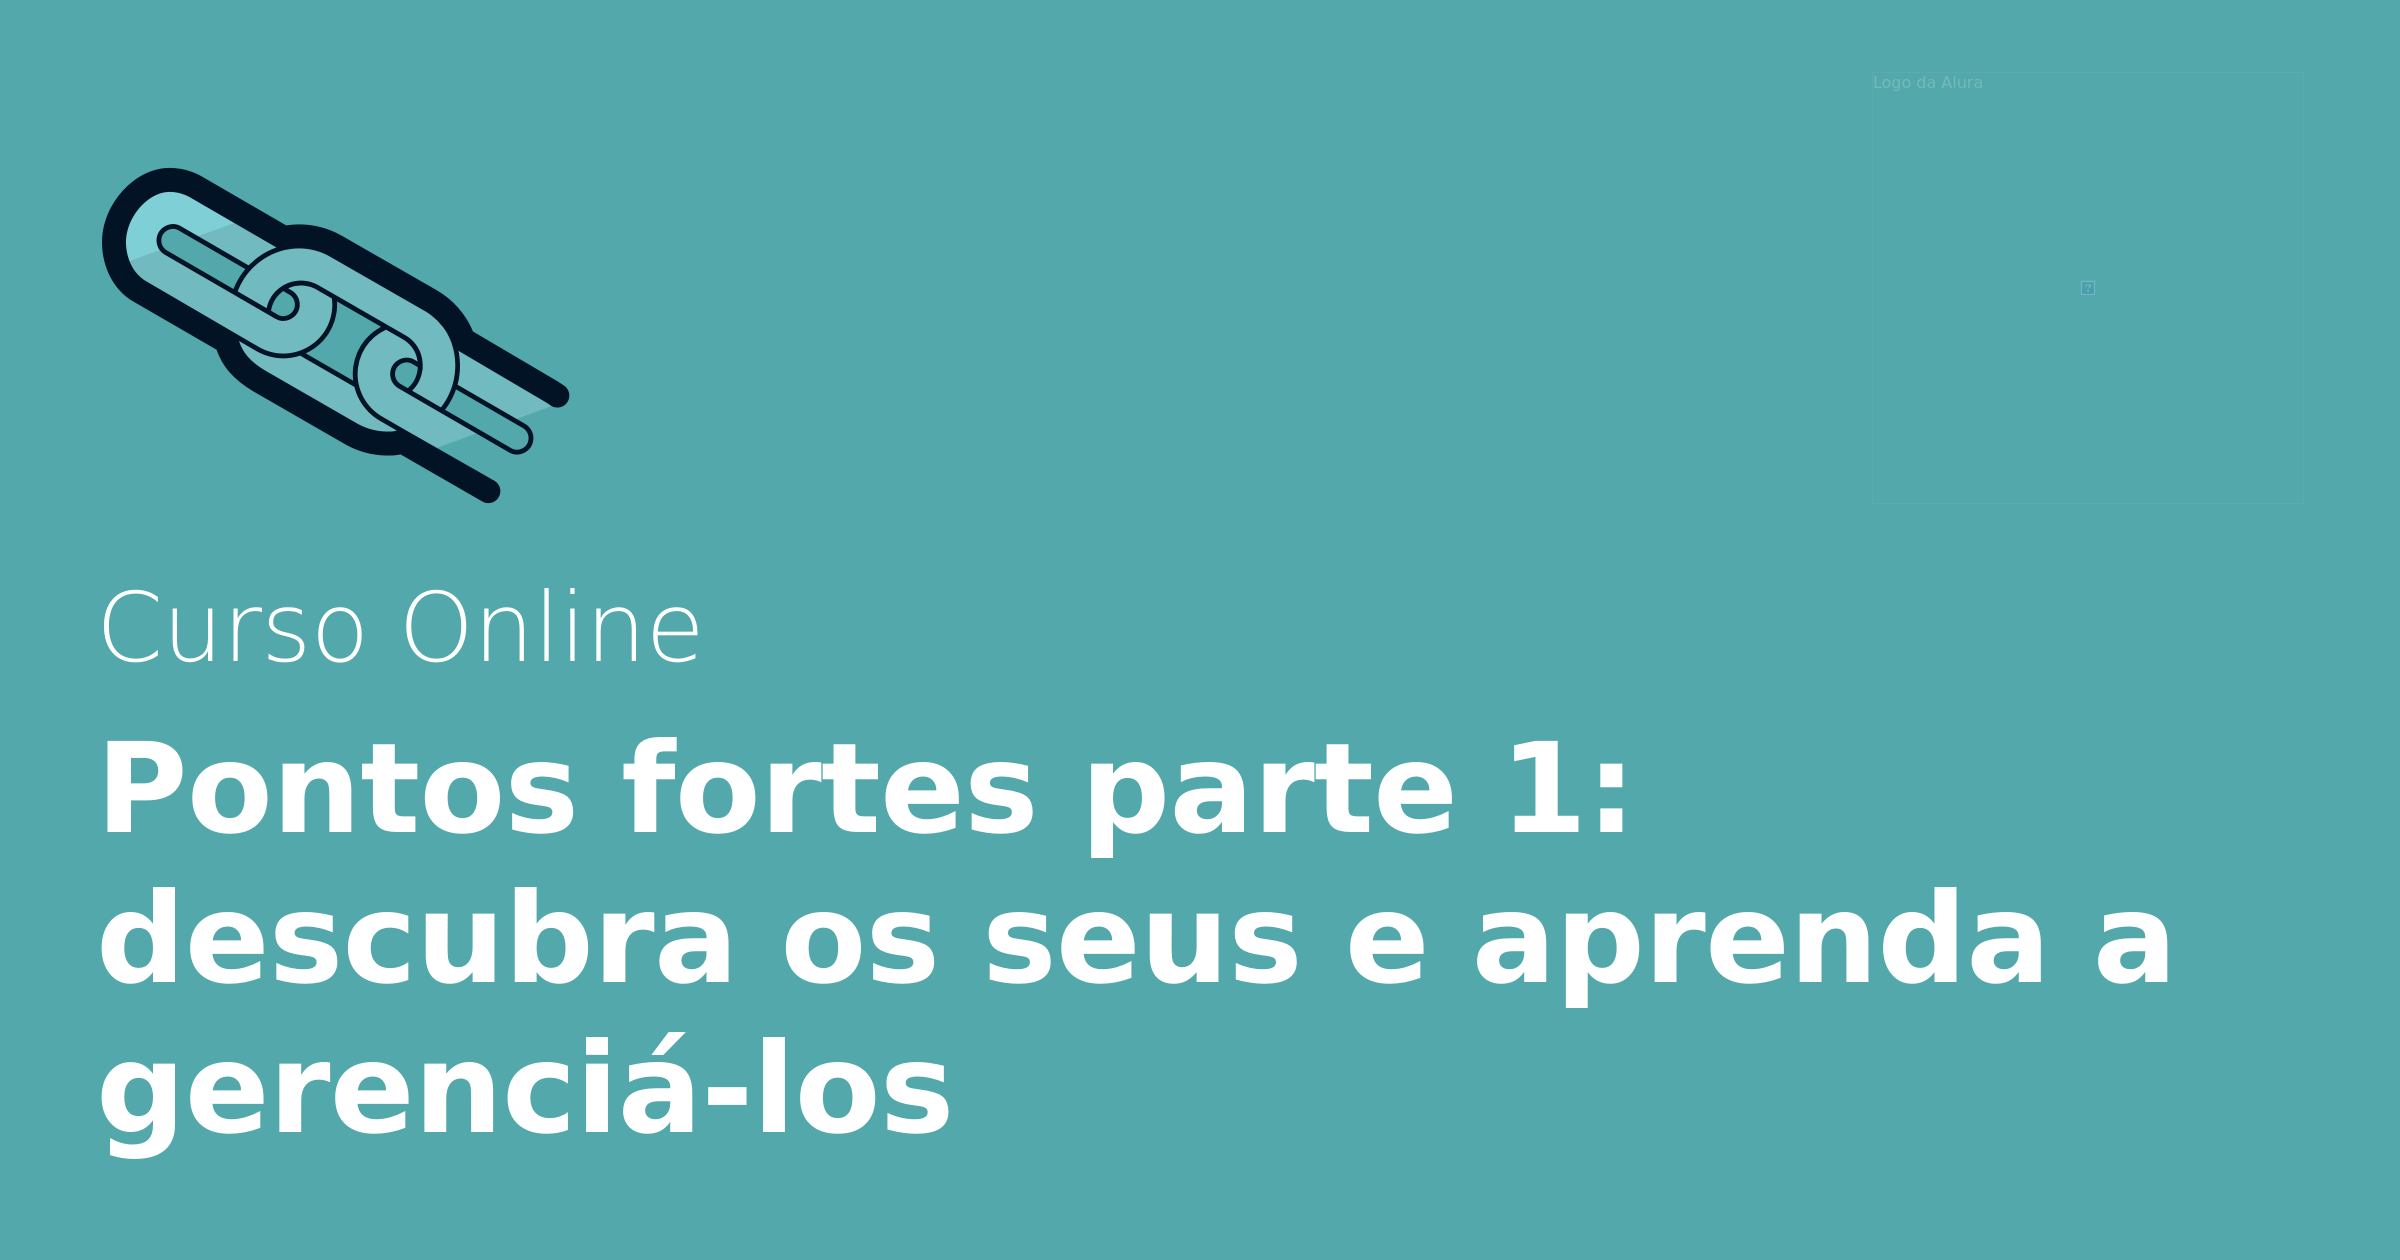 Logo da Alura
Curso Online
Pontos fortes parte 1:
descubra os seus e aprenda a
gerenciá-los